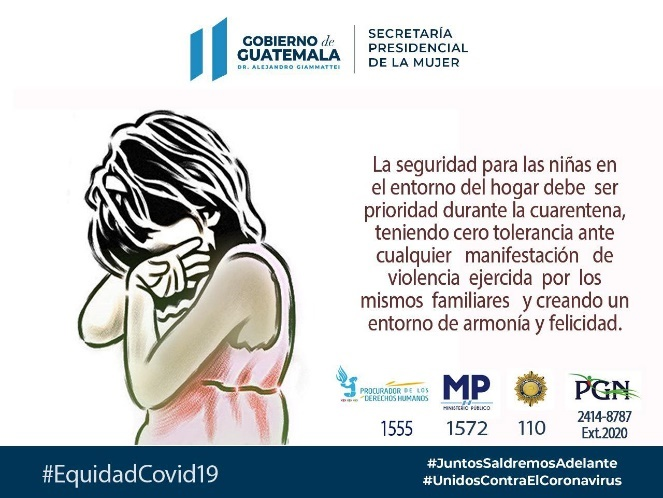 GOBIERNO de
GUATEMALA
DR. ALEJANDRO GIAMMATTEI
SECRETARÍA
PRESIDENCIAL
DE LA MUJER
La seguridad para las niñas en
el entorno del hogar debe ser
prioridad durante la cuarentena,
teniendo cero tolerancia ante
cualquier manifestación de
violencia ejercida por los
mismos familiares y creando un
entorno de armonía y felicidad.
PROCURADOR DE LOS
DERECHOS HUMANOS
1555
MP
MINISTERIO PÚBLICO
1572
110
PGN
2414-8787
Ext.2020
#EquidadCovid19
#JuntosSaldremosAdelante
#UnidosContraElCoronavirus